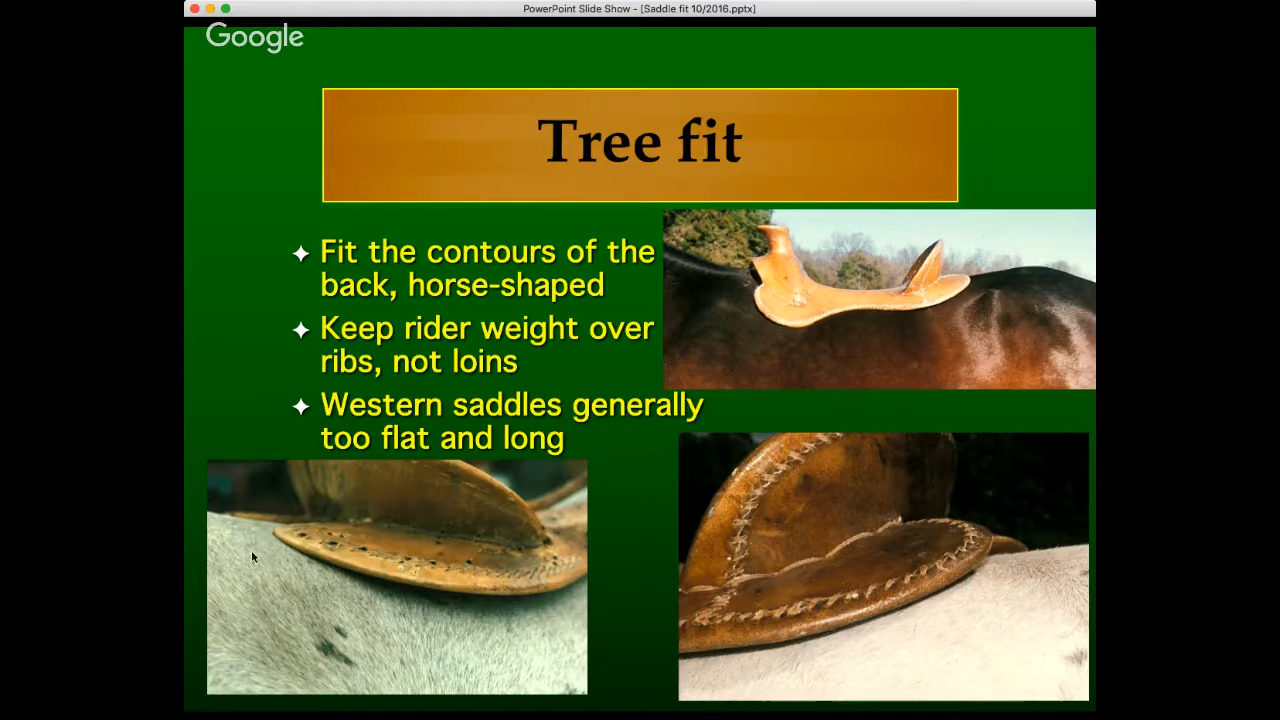 PowerPoint Slide Show - [Saddle fit 10/2016.pptx]
Google
Tree fit
Fit the contours of the
back, horse-shaped
Keep rider weight over
ribs, not loins
Western saddles generally
too flat and long